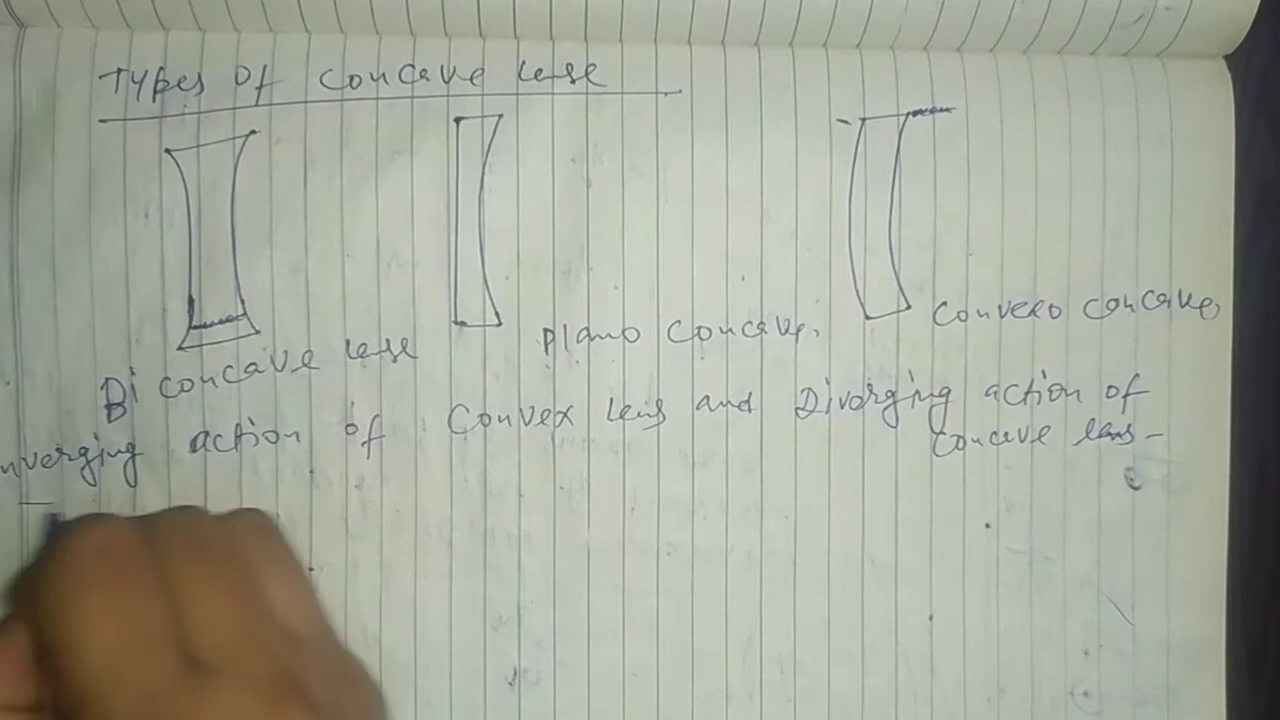 Types Of Concave lense
Bi concave lense
Plano concave,
Convexo concave,
nverging action of Convex lens and Diverging action of
Concave lens-